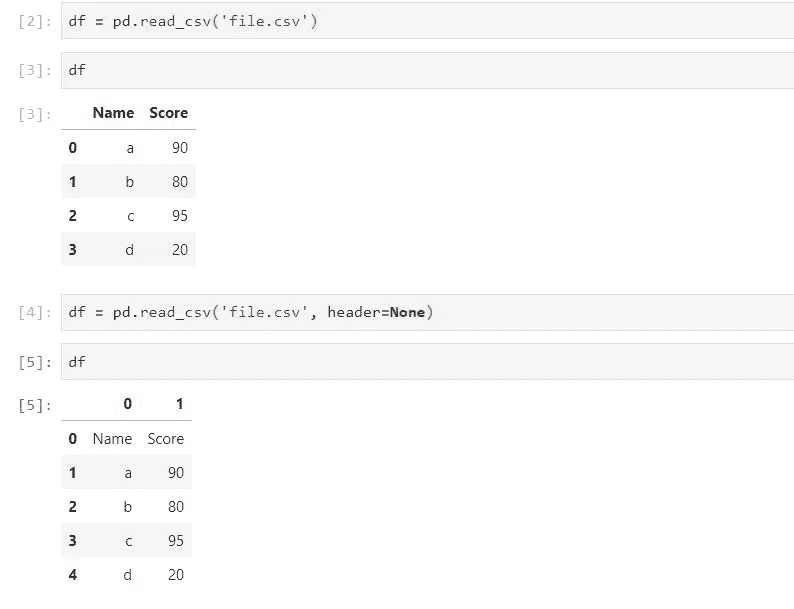 [2]: df = pd.read_csv('file.csv')
[3]: df
[3]: Name Score
0 a 90
1 b 80
2 c 95
3 d 20
[4]: df = pd.read_csv('file.csv', header=None)
[5]: df
[5]: 0 1
0 Name Score
1 a 90
2 b 80
3 c 95
4 d 20